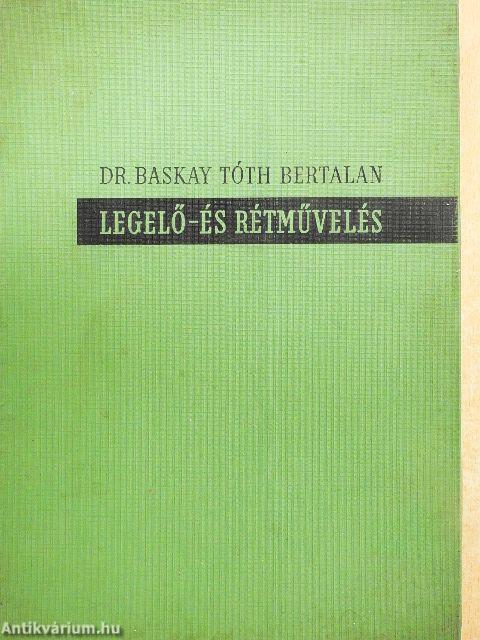 DR. BASKAY TÓTH BERTALAN
LEGELŐ-ÉS RÉTMŰVELÉS
Antikvárium.hu